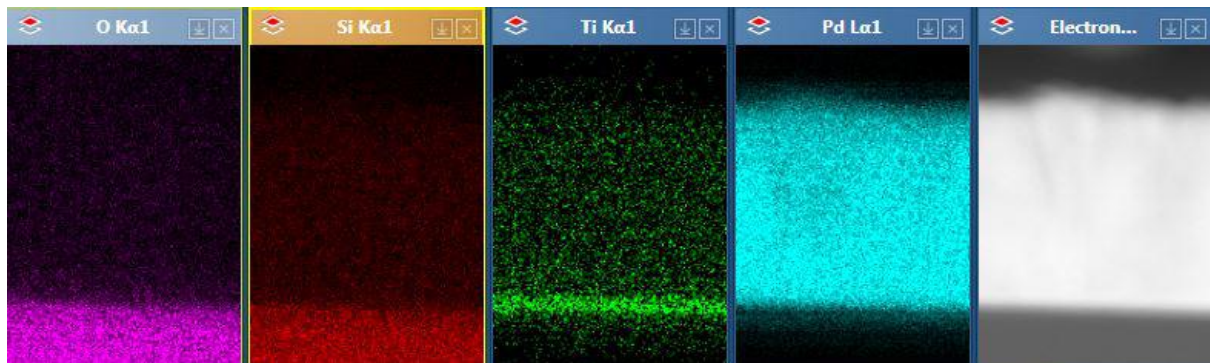 O Kα1
Si Kα1
Ti Kα1
Pd Lα1
Electron...